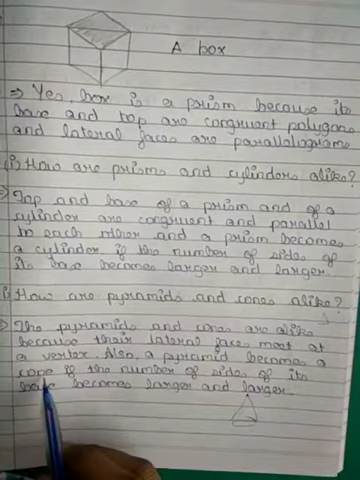 A box
⇒ Yes, box is a prism because its
base and top are congruent polygons
and lateral faces are parallelograms
(i) How are prisms and cylinders alike?
⇒ Top and base of a prism and of a
cylinder are congruent and parallel
to each other and a prism becomes
a cylinder if the number of sides of
its base becomes larger and larger.
(i) How are pyramids and cones alike?
⇒ The pyramids and cones are alike
because their lateral faces meet at
a vertex. Also, a pyramid becomes a
cone if the number of sides of its
base becomes larger and larger.